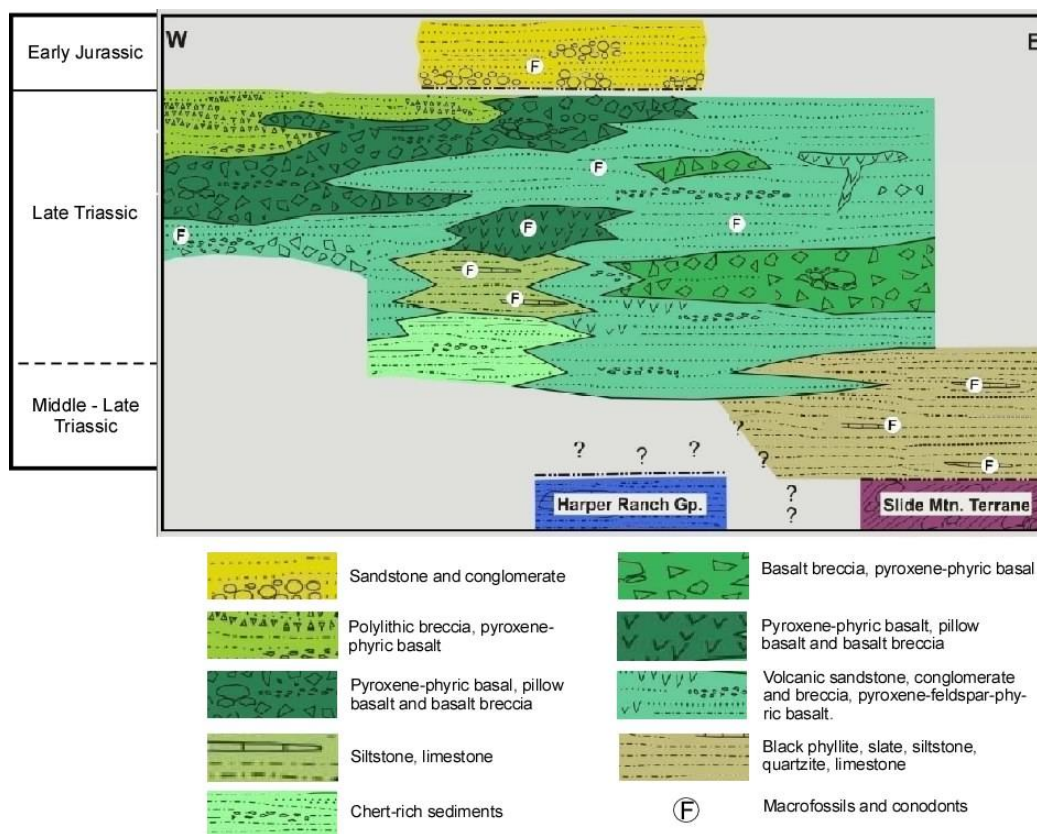 Early Jurassic
W
E
F
Late Triassic
F
F
F
F
F
F
Middle - Late
Triassic
F
F
F
? ? ? ? ?
?
?
Harper Ranch Gp.
Slide Mtn. Terrane
Sandstone and conglomerate
Polylithic breccia, pyroxene-
phyric basalt
Pyroxene-phyric basal, pillow
basalt and basalt breccia
Siltstone, limestone
Chert-rich sediments
Basalt breccia, pyroxene-phyric basal
Pyroxene-phyric basalt, pillow
basalt and basalt breccia
Volcanic sandstone, conglomerate
and breccia, pyroxene-feldspar-phy-
ric basalt.
Black phyllite, slate, siltstone,
quartzite, limestone
F
Macrofossils and conodonts